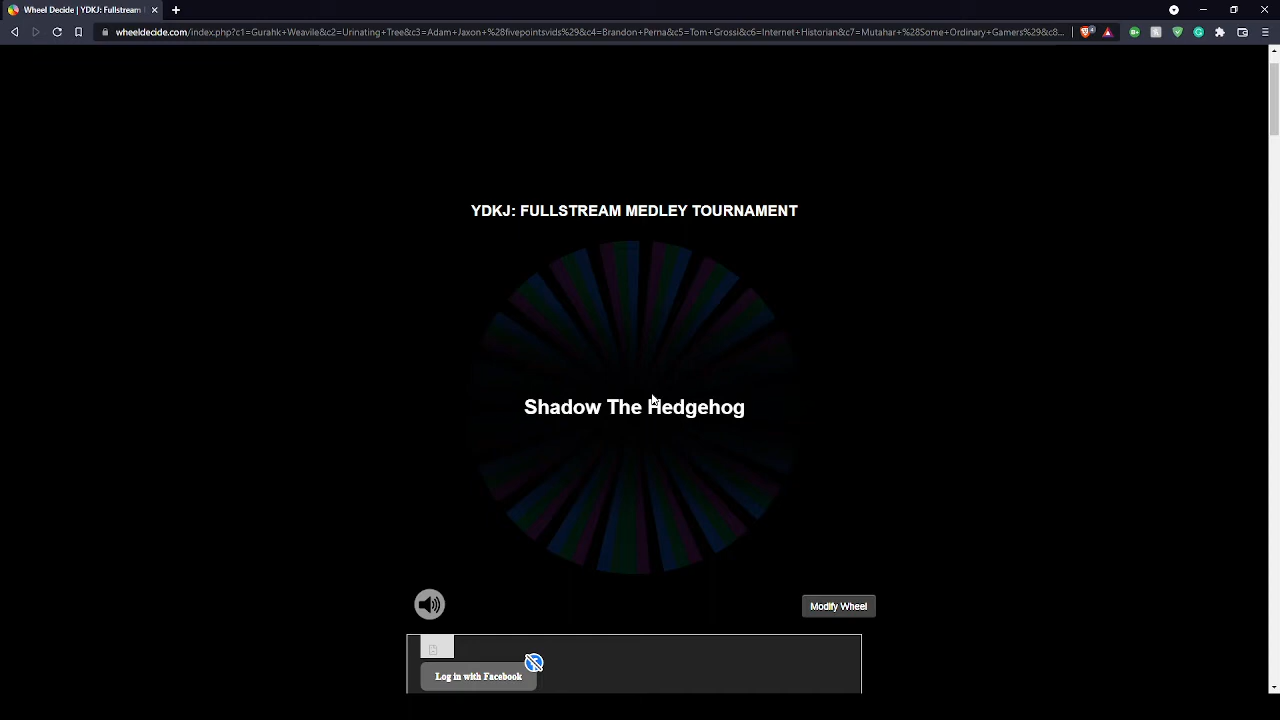 Wheel Decide | YDKJ: Fullstream
wheeldecide.com/index.php?c1=Gurahk+Weavile&c2=Urinating+Tree&c3=Adam+Jaxon+%28fivepointsvids%29&c4=Brandon+Perna&c5=Tom+Grossi&c6=Internet+Historian&c7=Mutahar+%28Some+Ordinary+Gamers%29&c8...
YDKJ: FULLSTREAM MEDLEY TOURNAMENT
Shadow The Hedgehog
Modify Wheel
Log in with Facebook